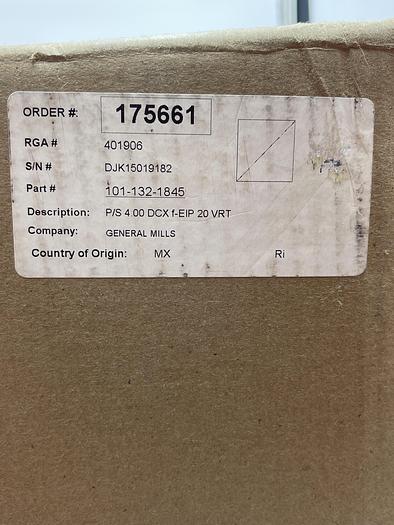 ORDER #: 175661
RGA # 401906
S/N # DJK15019182
Part # 101-132-1845
Description: P/S 4.00 DCX f-EIP 20 VRT
Company: GENERAL MILLS
Country of Origin: MX Ri